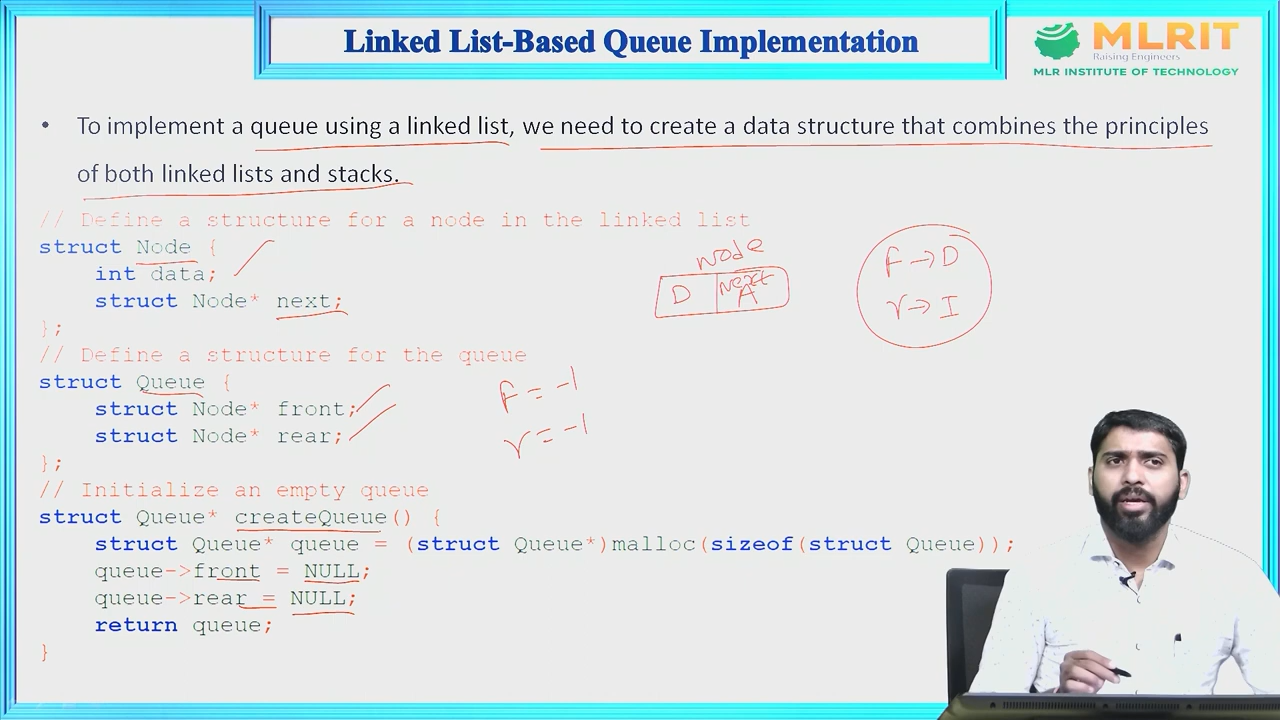 Linked List-Based Queue Implementation
MLRIT
Raising Engineers
MLR INSTITUTE OF TECHNOLOGY
• To implement a queue using a linked list, we need to create a data structure that combines the principles
of both linked lists and stacks.
// Define a structure for a node in the linked list
struct Node {
int data;
struct Node* next;
};
// Define a structure for the queue
struct Queue {
struct Node* front;
struct Node* rear;
};
// Initialize an empty queue
struct Queue* createQueue() {
struct Queue* queue = (struct Queue*)malloc(sizeof(struct Queue));
queue->front = NULL;
queue->rear = NULL;
return queue;
}
node
D next
A
F → D
r → I
F = -1
r = -1